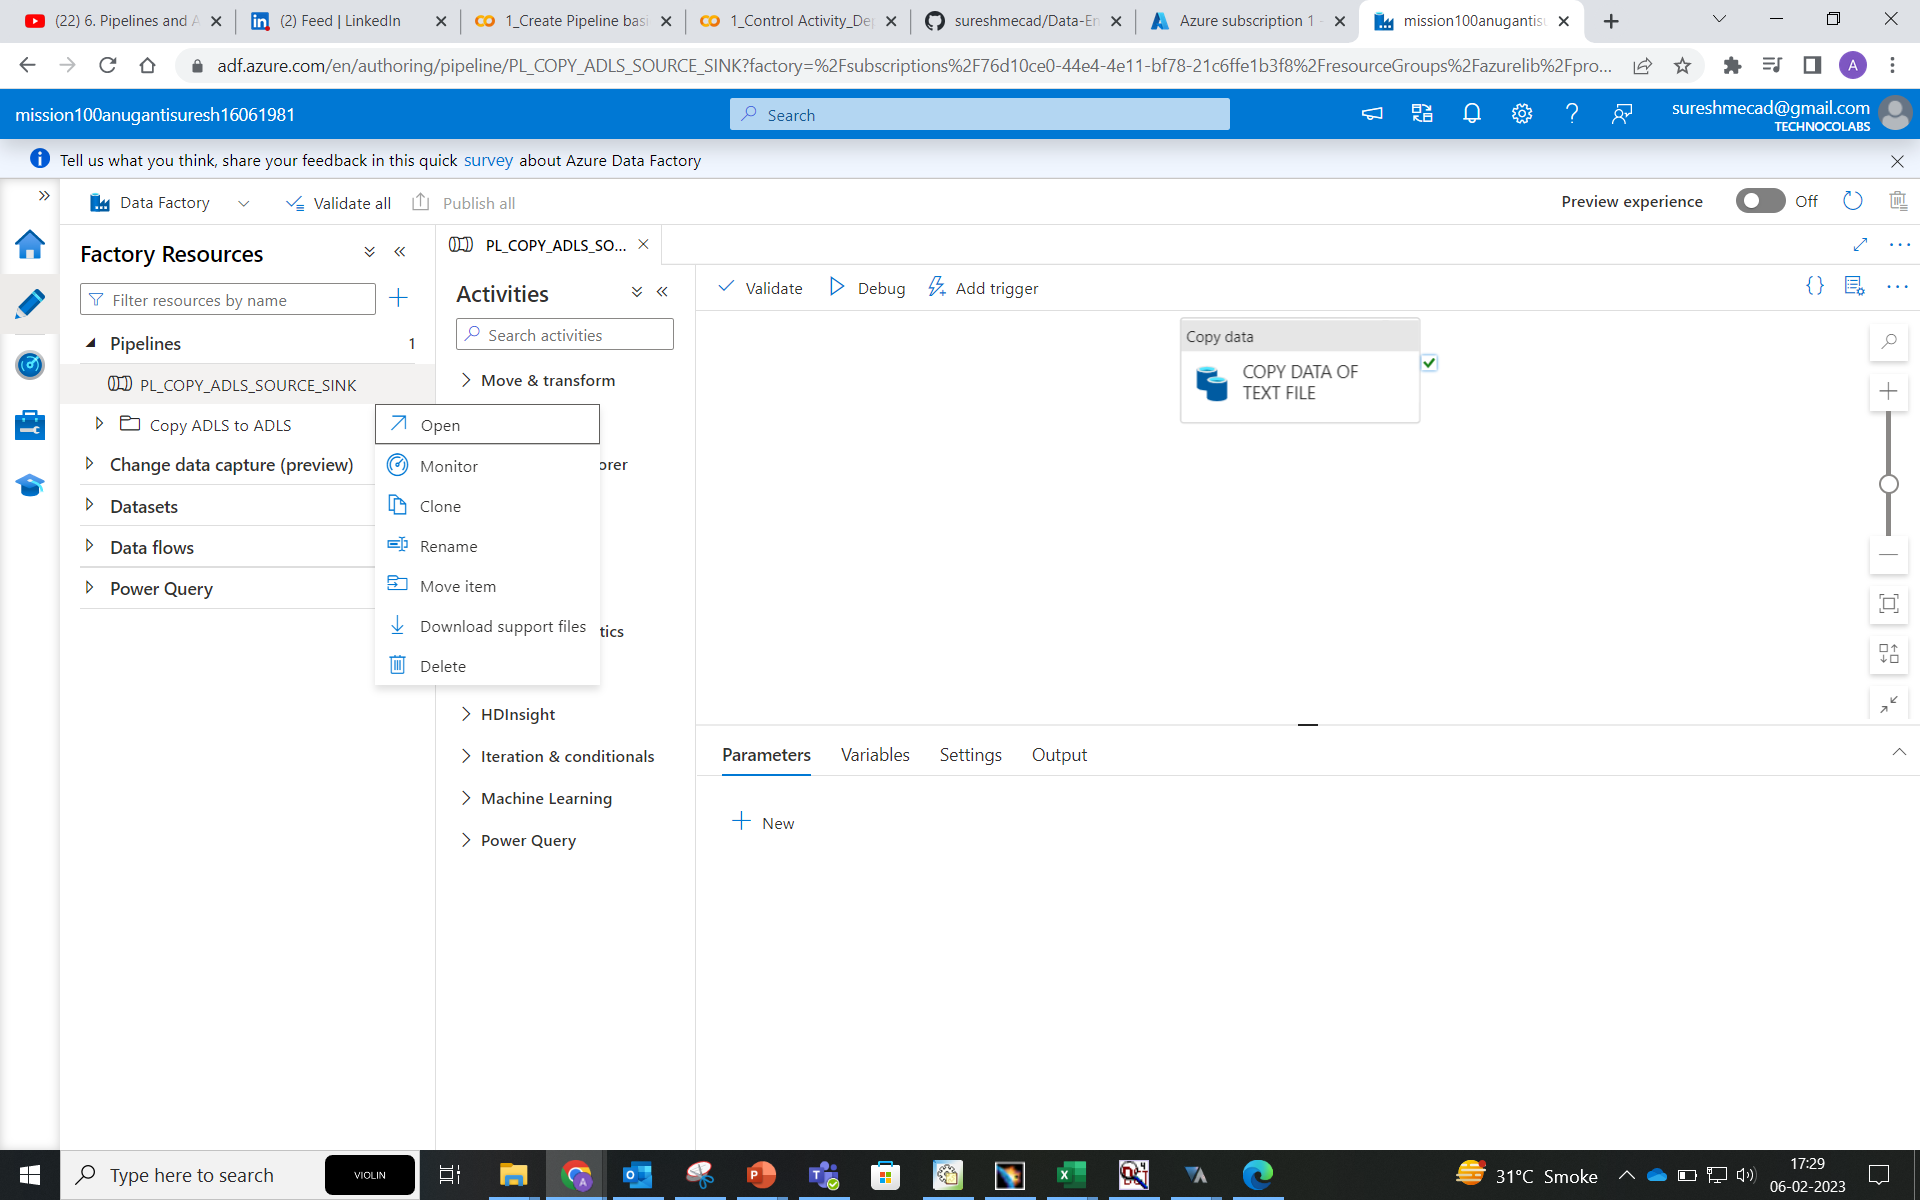 (22) 6. Pipelines and A
(2) Feed | LinkedIn
1_Create Pipeline basi
1_Control Activity_Dep
sureshmecad/Data-En
Azure subscription 1 -
mission100anugantisu
adf.azure.com/en/authoring/pipeline/PL_COPY_ADLS_SOURCE_SINK?factory=%2Fsubscriptions%2F76d10ce0-44e4-4e11-bf78-21c6ffe1b3f8%2FresourceGroups%2Fazurelib%2Fpro...
A
mission100anugantisuresh16061981
Search
sureshmecad@gmail.com
TECHNOCOLABS
Tell us what you think, share your feedback in this quick survey about Azure Data Factory
Data Factory
Validate all
Publish all
Preview experience
Off
Factory Resources
Filter resources by name
Pipelines 1
PL_COPY_ADLS_SOURCE_SINK
Copy ADLS to ADLS
Change data capture (preview)
Datasets
Data flows
Power Query
Open
Monitor
Clone
Rename
Move item
Download support files
Delete
PL_COPY_ADLS_SO...
Activities
Search activities
Move & transform
orer
tics
HDInsight
Iteration & conditionals
Machine Learning
Power Query
Validate
Debug
Add trigger
Copy data
COPY DATA OF
TEXT FILE
Parameters
Variables
Settings
Output
New
Type here to search
VIOLIN
31°C Smoke
17:29
06-02-2023